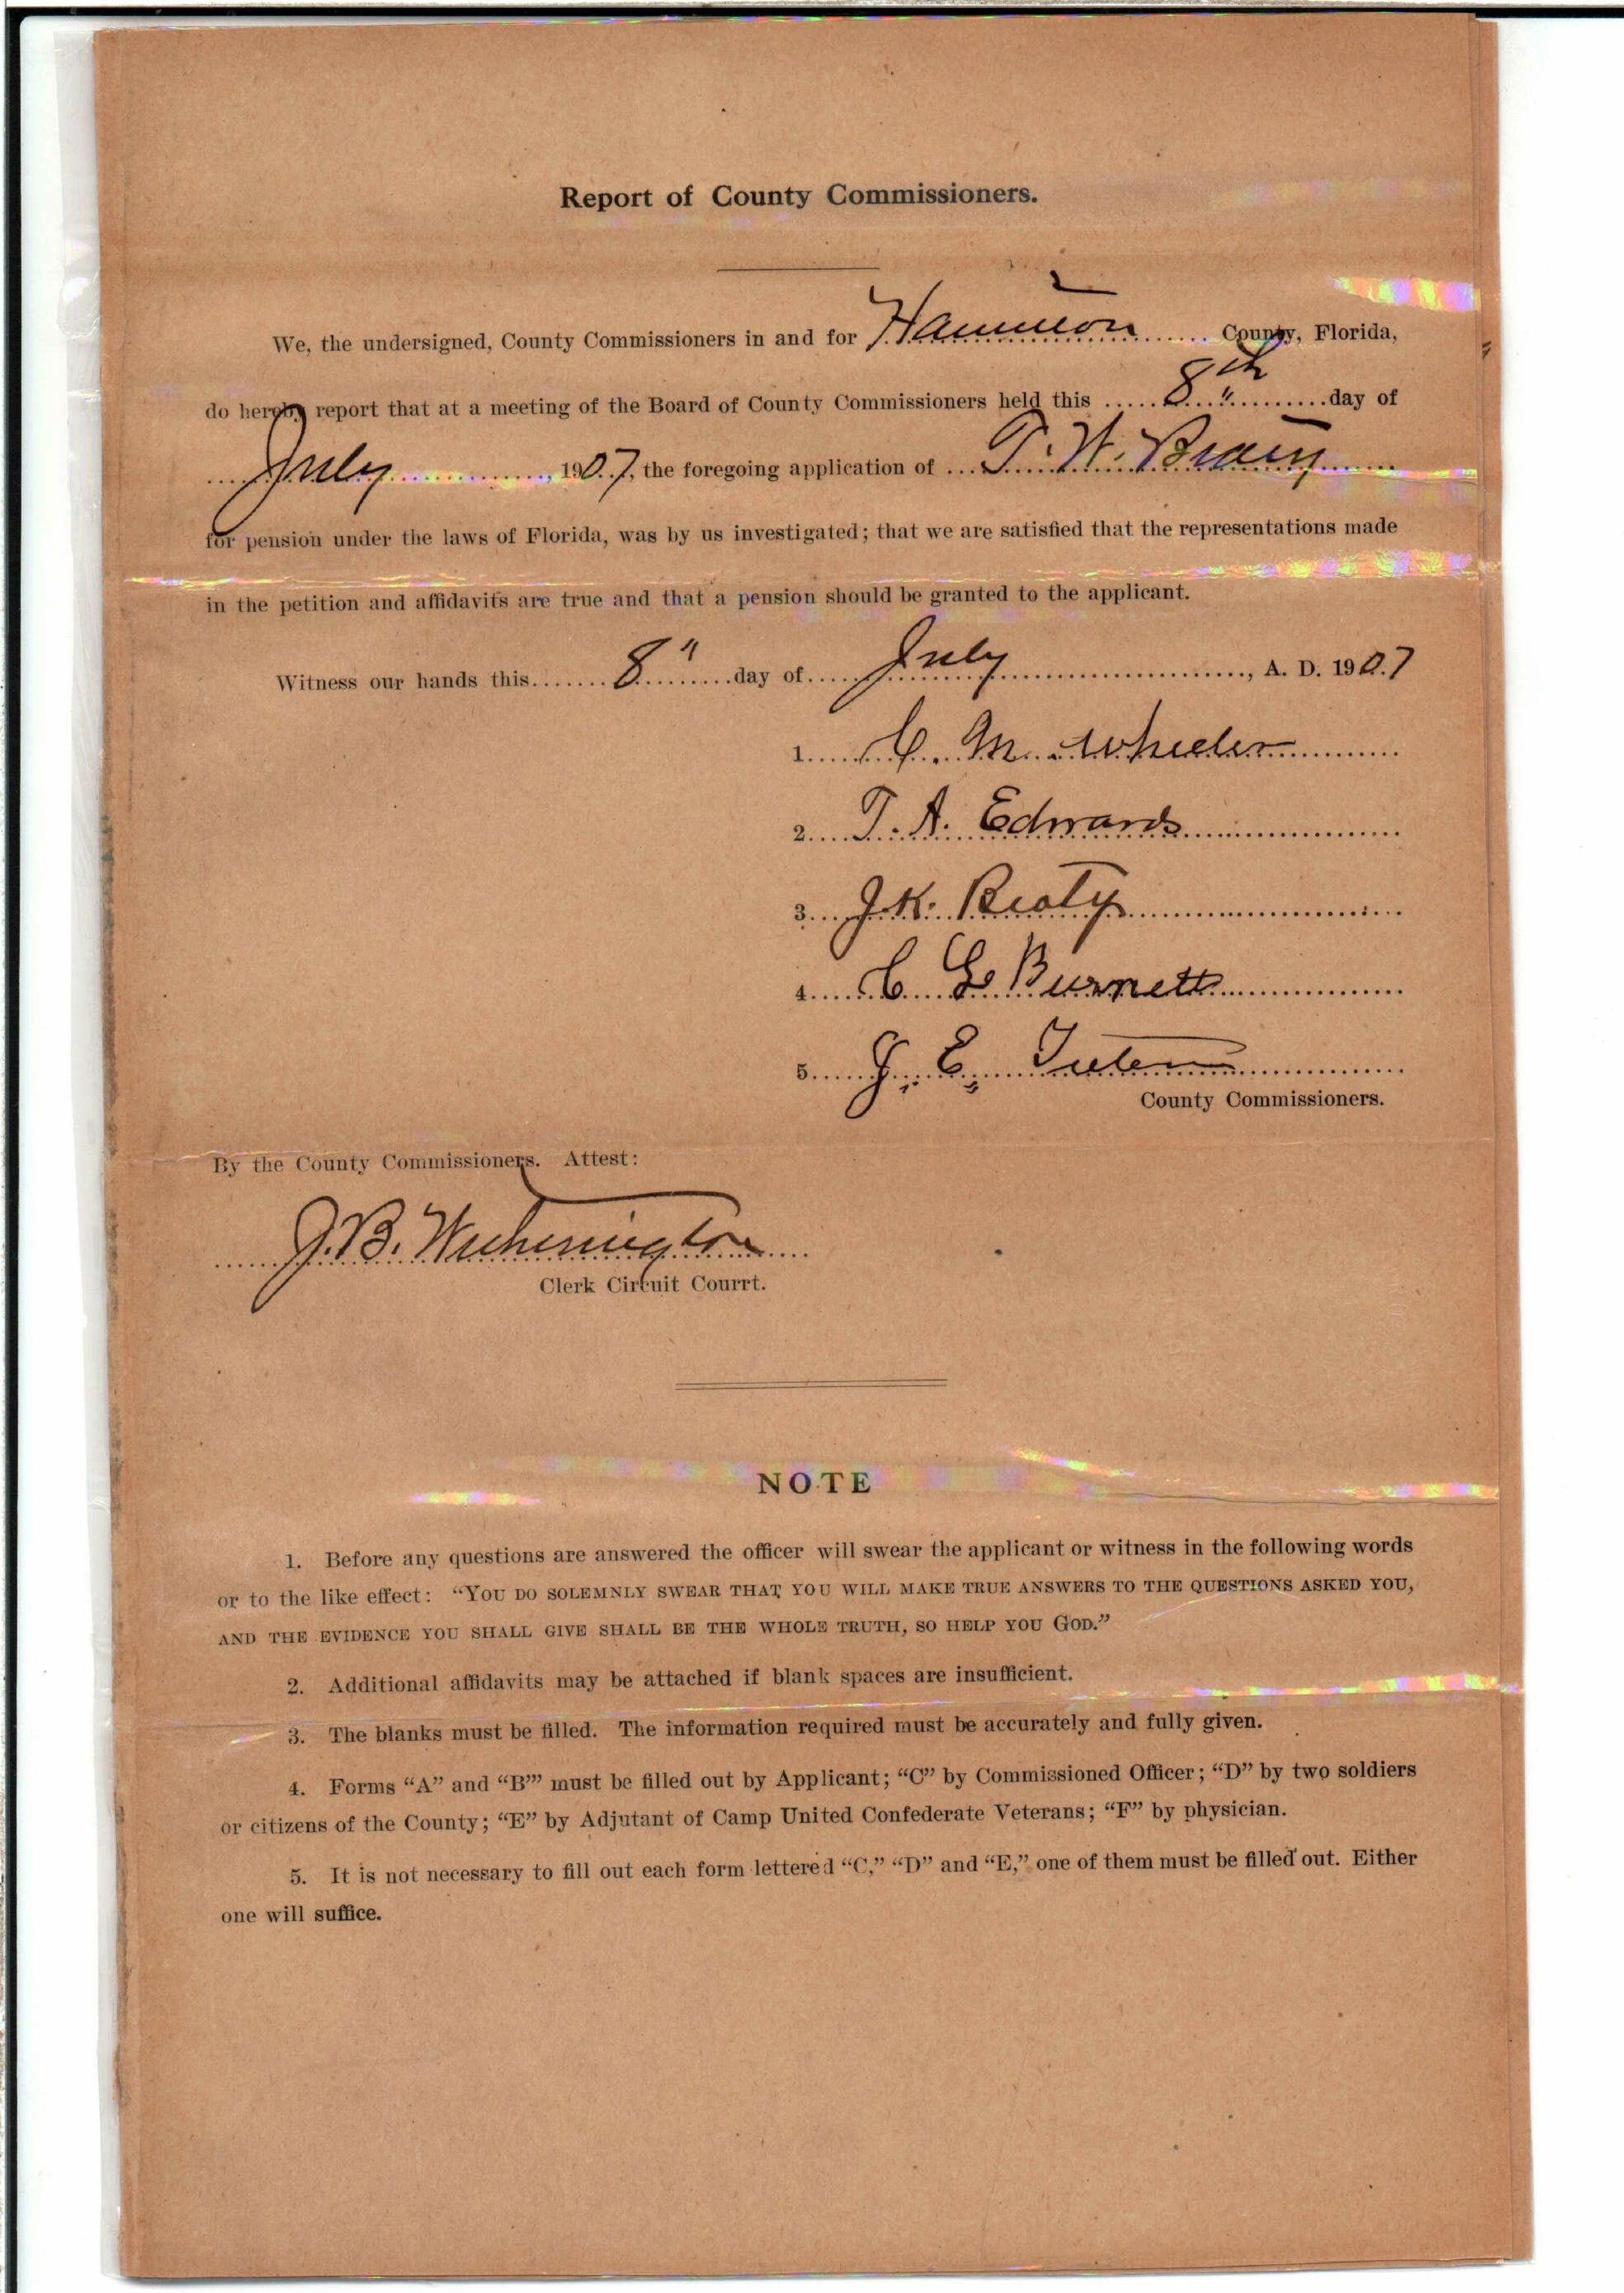 Report of County Commissioners.
We, the undersigned, County Commissioners in and for Hamilton County, Florida,
do hereby report that at a meeting of the Board of County Commissioners held this 8th day of
July, 1907, the foregoing application of T. W.
for pension under the laws of Florida, was by us investigated; that we are satisfied that the representations made
in the petition and affidavits are true and that a pension should be granted to the applicant.
Witness our hands this 8" day of July, A. D. 1907
1. C. M. Wheeler
2. T. A. Edwards
3. J. K. Beaty
4. C G Burnett
5. J. E.
County Commissioners.
By the County Commissioners. Attest:
J. B. Witherington
Clerk Circuit Courrt.
NOTE
1. Before any questions are answered the officer will swear the applicant or witness in the following words
or to the like effect: “YOU DO SOLEMNLY SWEAR THAT YOU WILL MAKE TRUE ANSWERS TO THE QUESTIONS ASKED YOU,
AND THE EVIDENCE YOU SHALL GIVE SHALL BE THE WHOLE TRUTH, SO HELP YOU GOD.”
2. Additional affidavits may be attached if blank spaces are insufficient.
3. The blanks must be filled. The information required must be accurately and fully given.
4. Forms “A” and “B’” must be filled out by Applicant; “C” by Commissioned Officer; “D” by two soldiers
or citizens of the County; “E” by Adjutant of Camp United Confederate Veterans; “F” by physician.
5. It is not necessary to fill out each form lettered “C,” “D” and “E,” one of them must be filled out. Either
one will suffice.